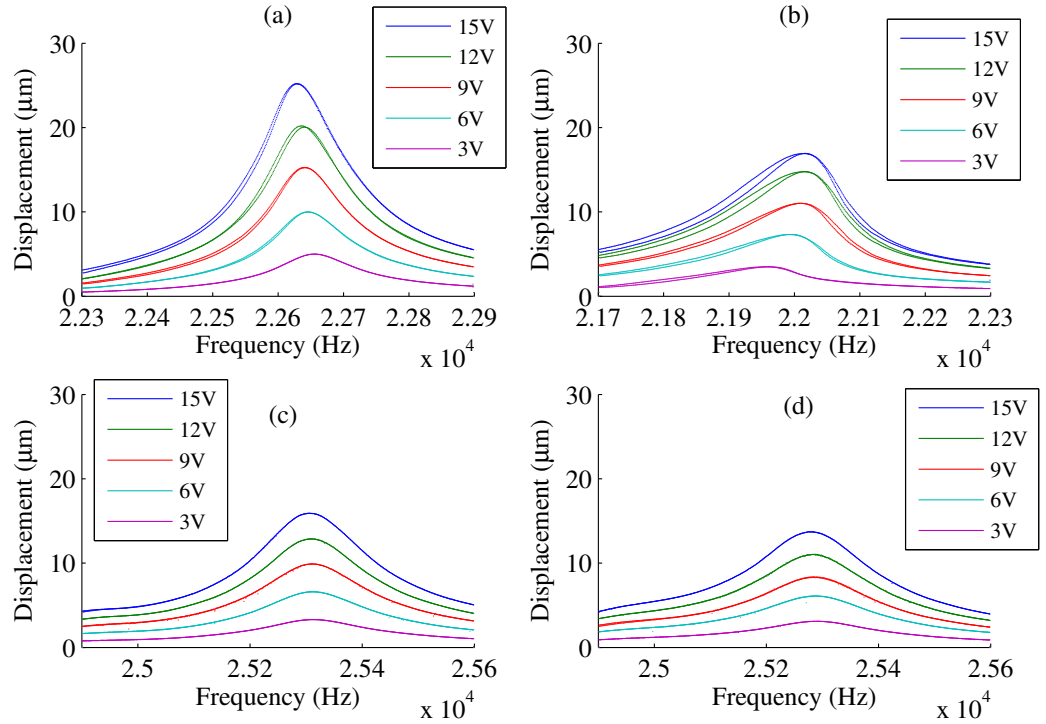 (a)
30
20
10
0
Displacement (μm)
2.23 2.24 2.25 2.26 2.27 2.28 2.29
Frequency (Hz)
x 10^4
15V
12V
9V
6V
3V
(b)
30
20
10
0
Displacement (μm)
2.17 2.18 2.19 2.2 2.21 2.22 2.23
Frequency (Hz)
x 10^4
15V
12V
9V
6V
3V
(c)
30
20
10
0
Displacement (μm)
2.5 2.52 2.54 2.56
Frequency (Hz)
x 10^4
15V
12V
9V
6V
3V
(d)
30
20
10
0
Displacement (μm)
2.5 2.52 2.54 2.56
Frequency (Hz)
x 10^4
15V
12V
9V
6V
3V